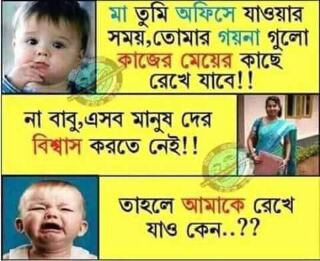 মা তুমি অফিসে যাওয়ার
সময়,তোমার গয়না গুলো
কাজের মেয়ের কাছে
রেখে যাবে!!
না বাবু,এসব মানুষ দের
বিশ্বাস করতে নেই!!
তাহলে আমাকে রেখে
যাও কেন..??